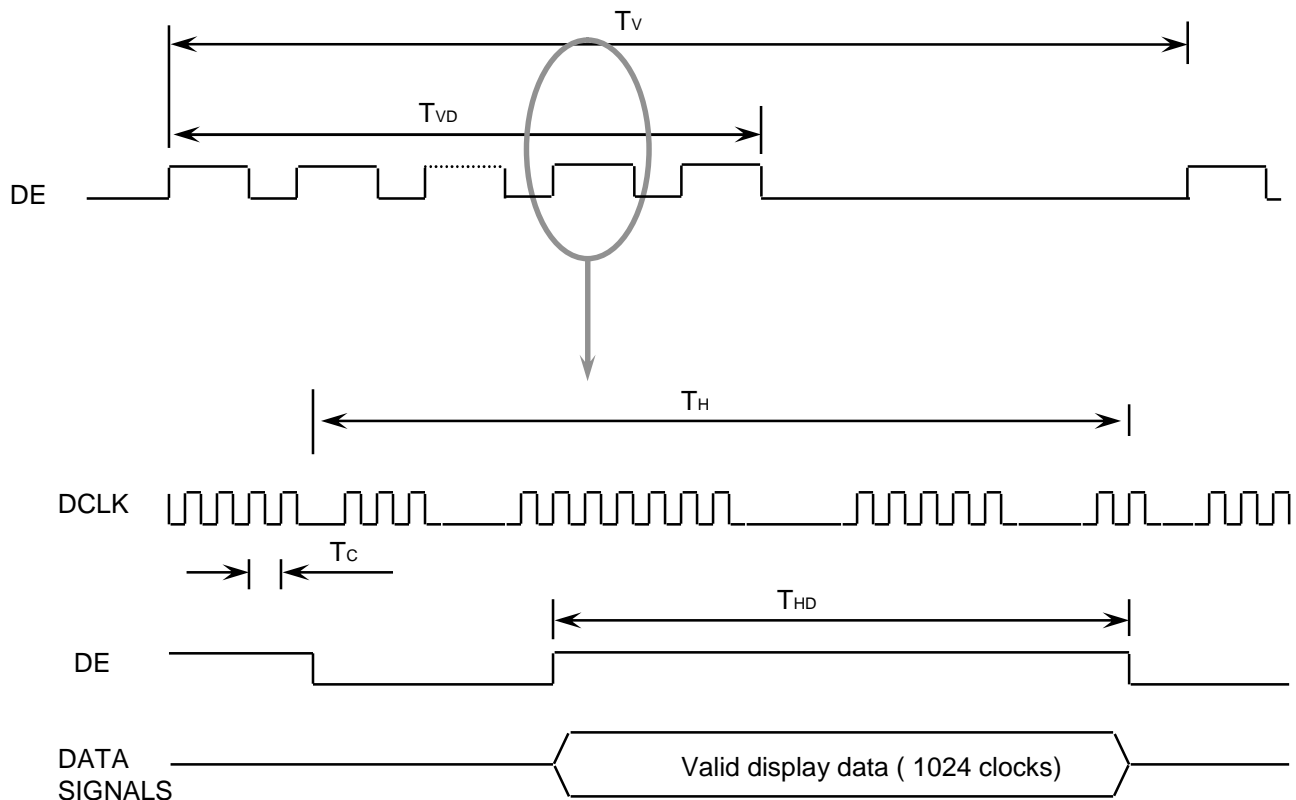 TV
TVD
DE
TH
DCLK
TC
THD
DE
DATA
SIGNALS
Valid display data ( 1024 clocks)